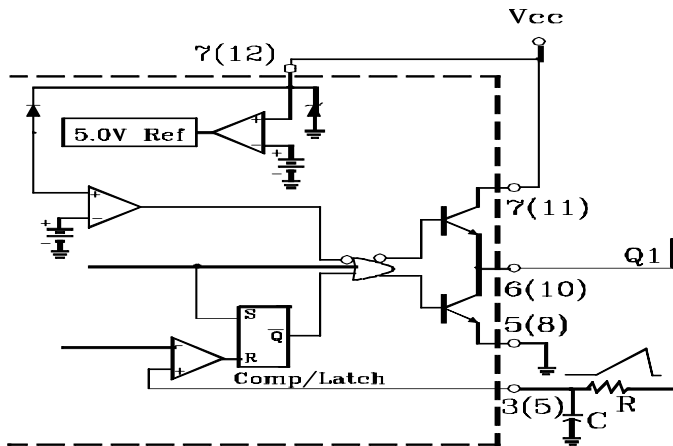 Vcc
7(12)
5.0V Ref
+
−
+
−
+
−
+
−
7(11)
Q1
6(10)
S
Q̅
R
5(8)
−
+
Comp/Latch
3(5)
C
R